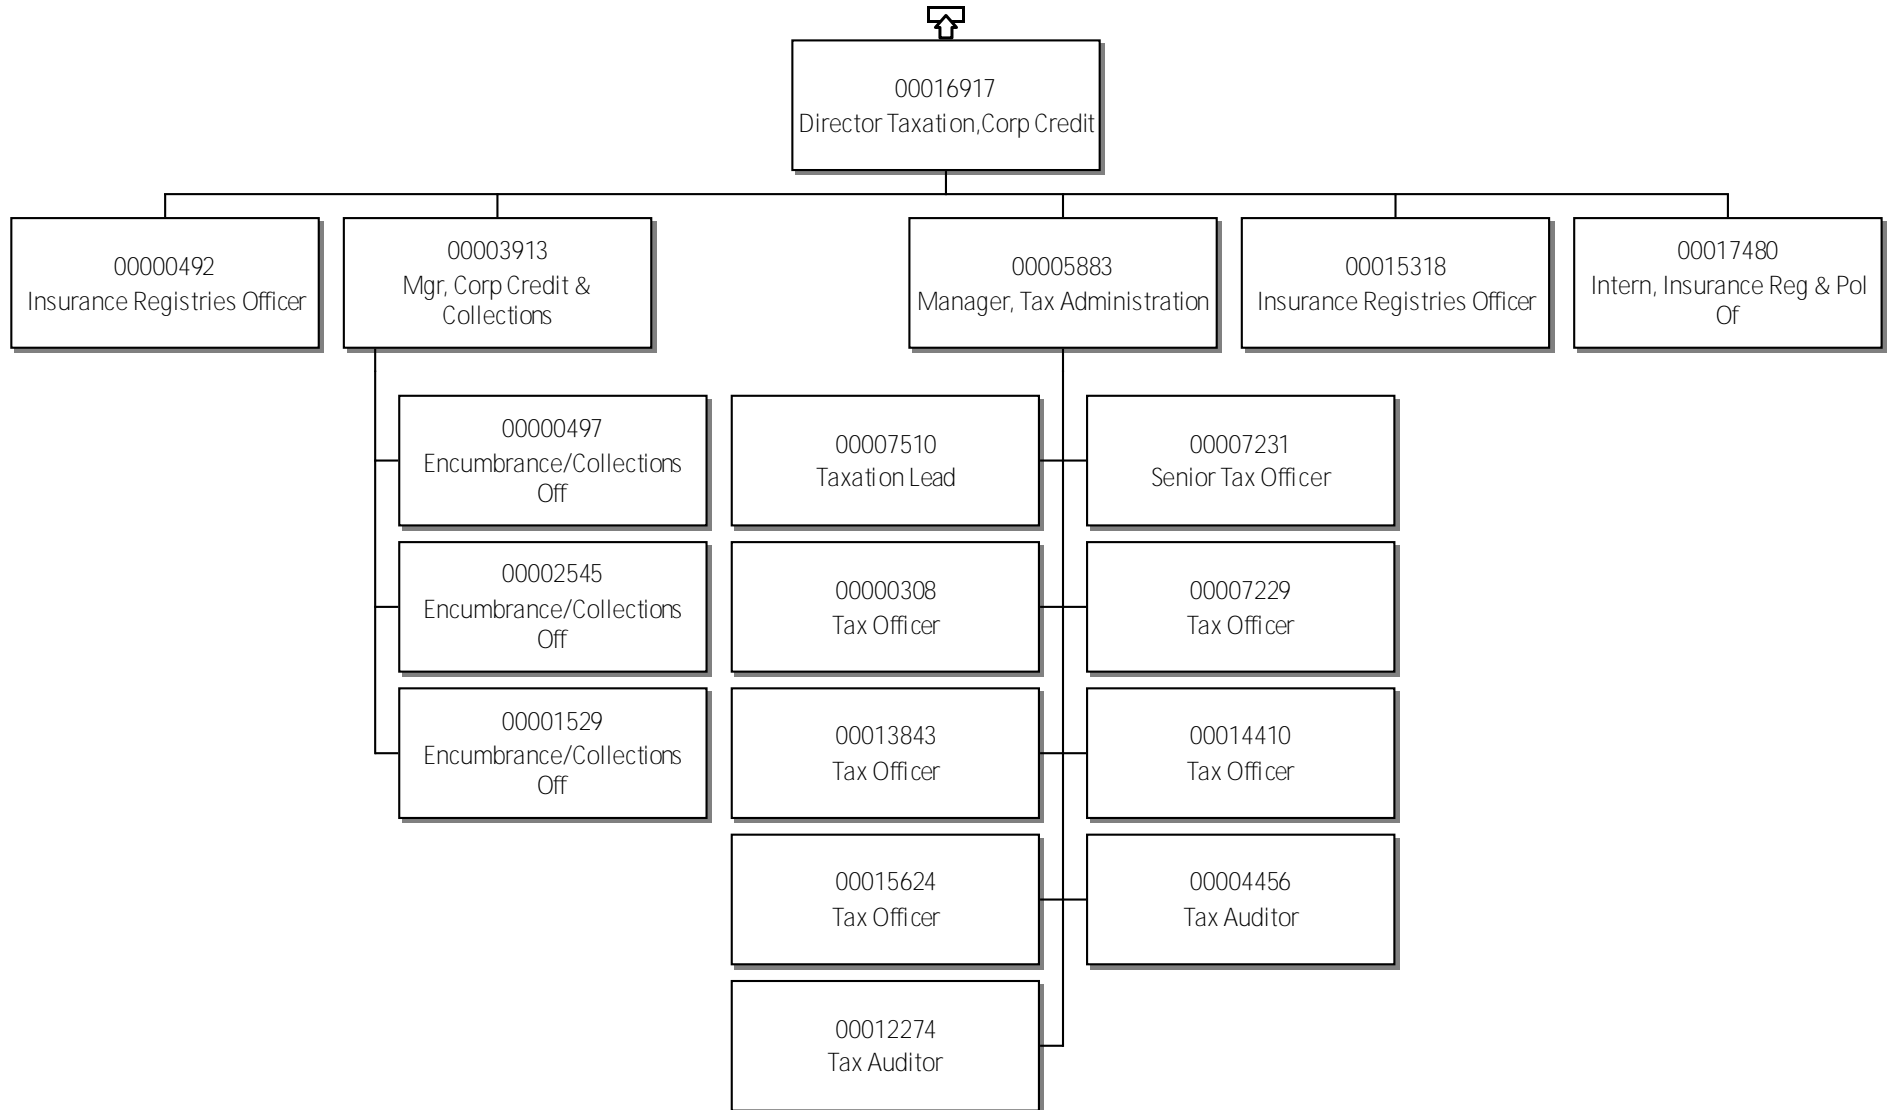 00016917
Director Taxation,Corp Credit
00000492
Insurance Registries Officer
00003913
Mgr, Corp Credit &
Collections
00005883
Manager, Tax Administration
00015318
Insurance Registries Officer
00017480
Intern, Insurance Reg & Pol
Of
00000497
Encumbrance/Collections
Off
00007510
Taxation Lead
00007231
Senior Tax Officer
00002545
Encumbrance/Collections
Off
00000308
Tax Officer
00007229
Tax Officer
00001529
Encumbrance/Collections
Off
00013843
Tax Officer
00014410
Tax Officer
00015624
Tax Officer
00004456
Tax Auditor
00012274
Tax Auditor